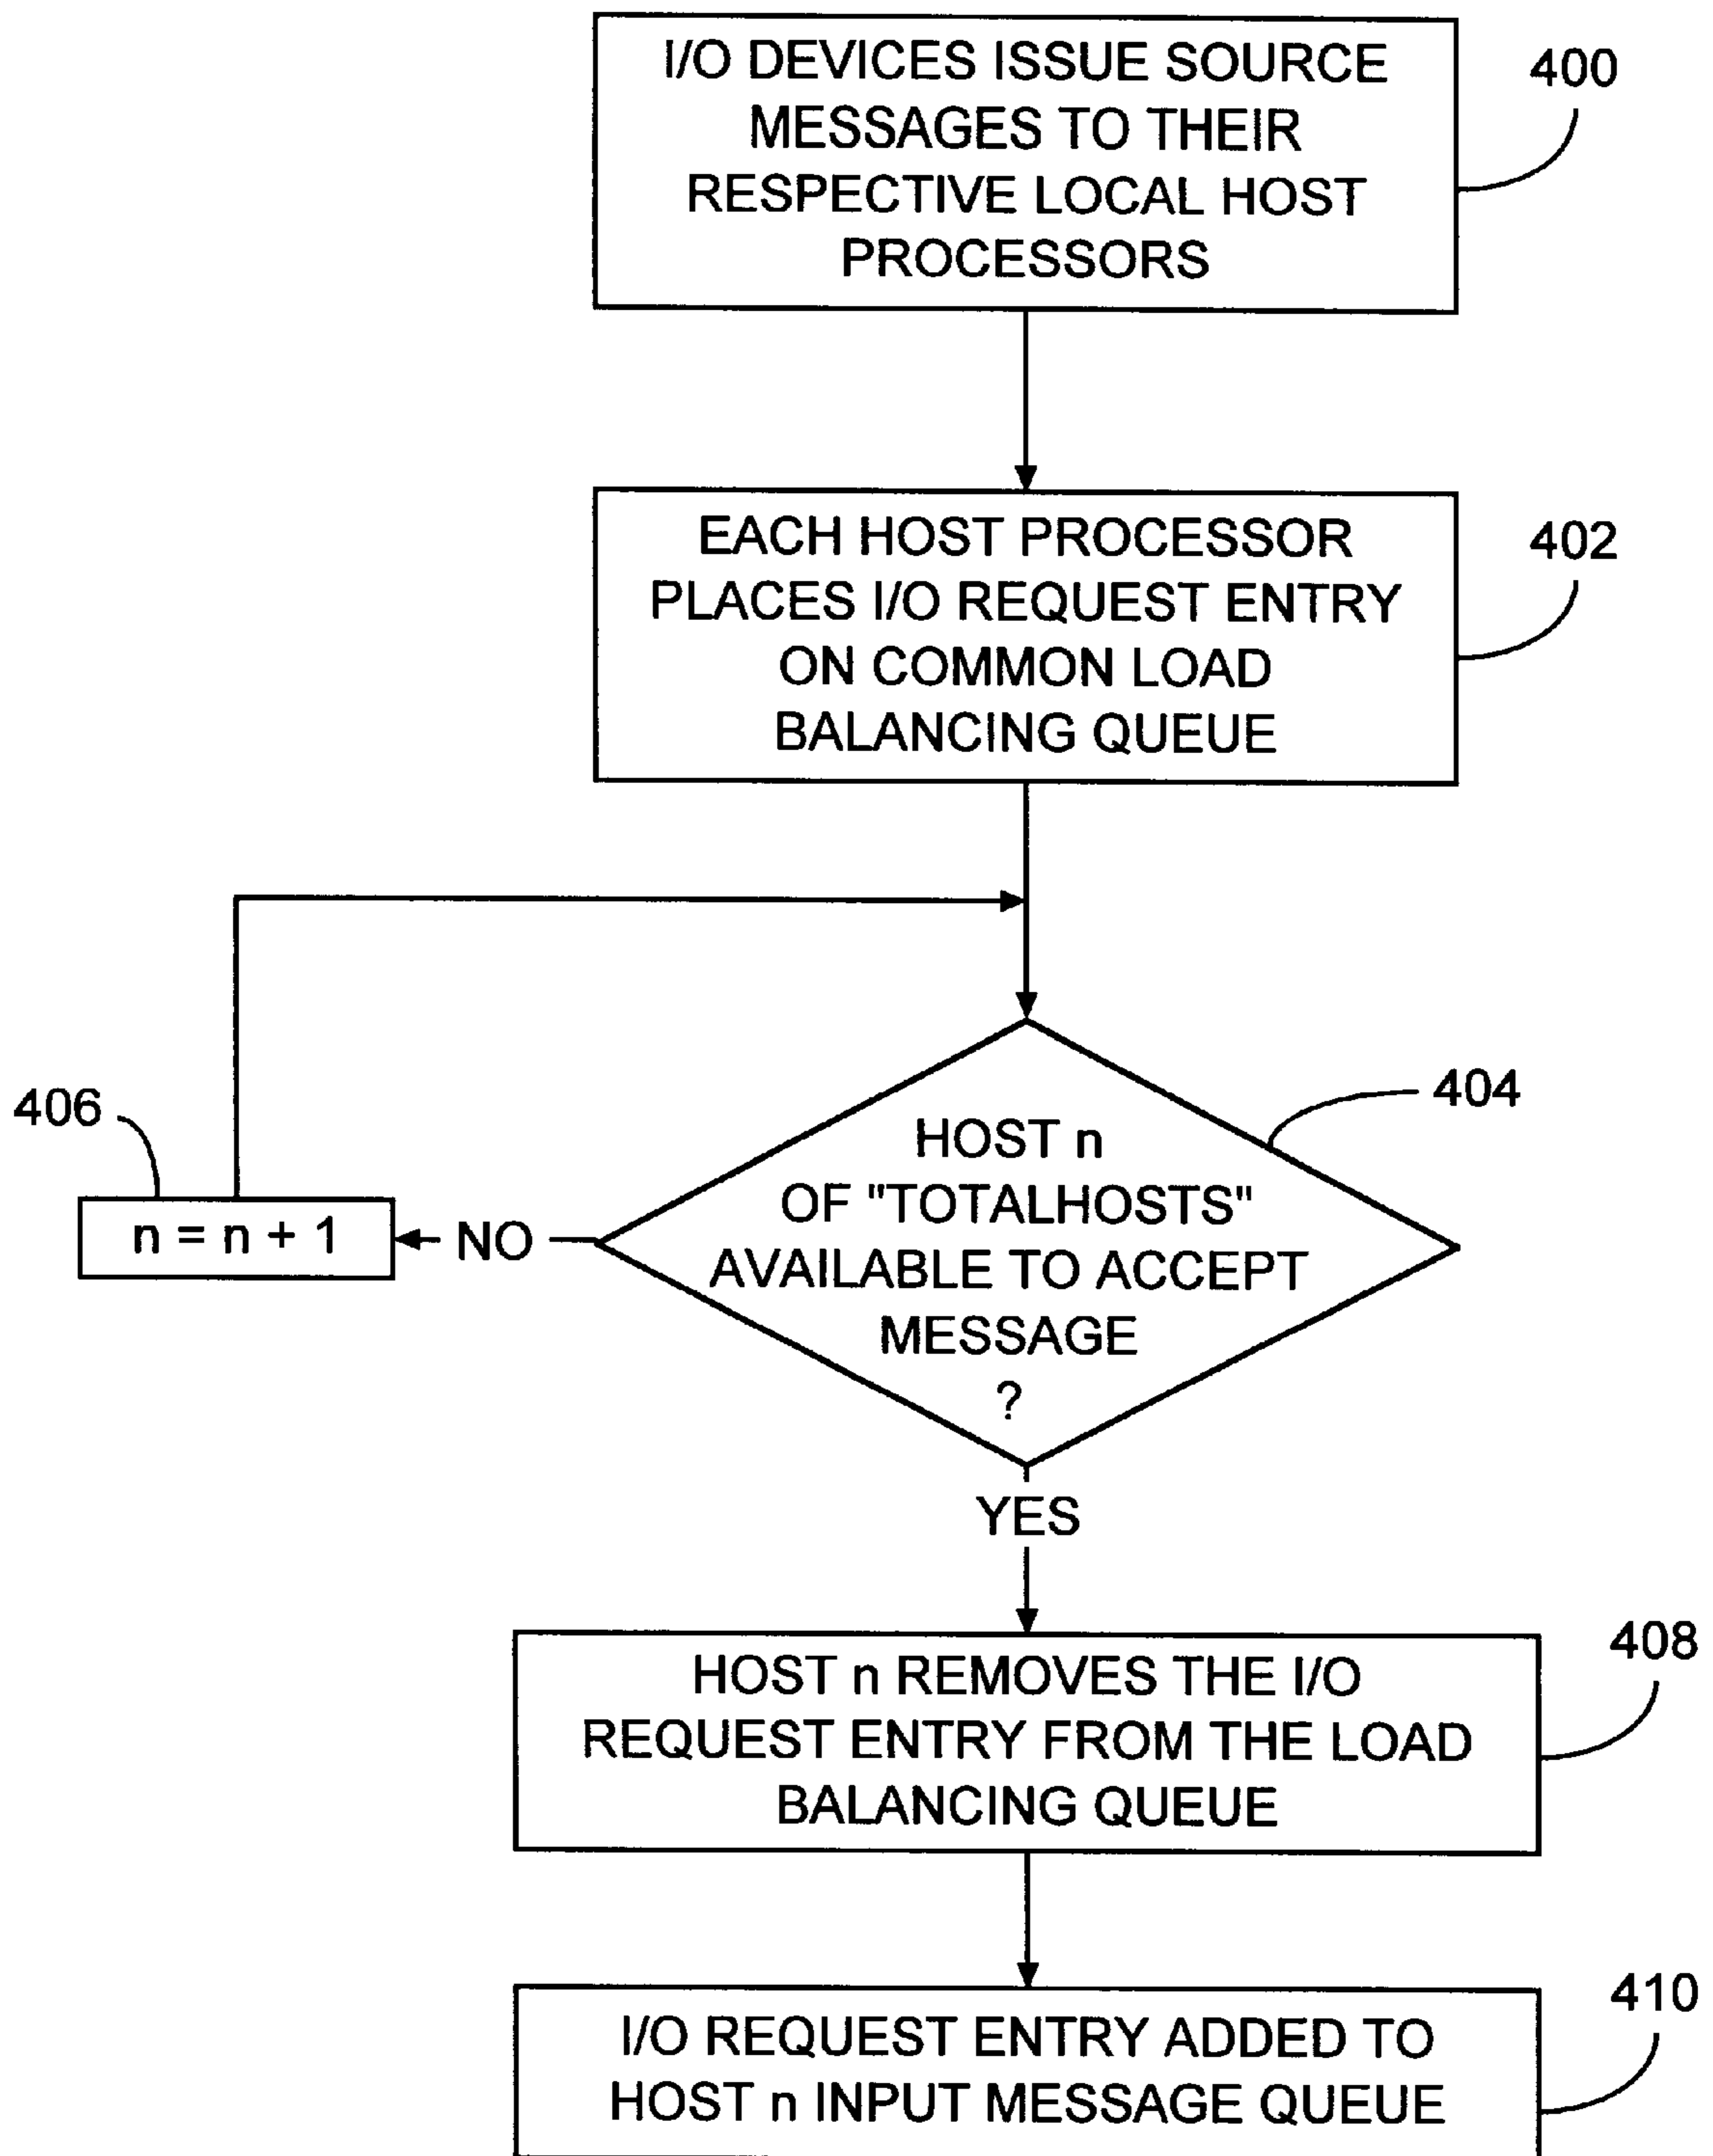 I/O DEVICES ISSUE SOURCE
MESSAGES TO THEIR
RESPECTIVE LOCAL HOST
PROCESSORS
400
EACH HOST PROCESSOR
PLACES I/O REQUEST ENTRY
ON COMMON LOAD
BALANCING QUEUE
402
HOST n
OF "TOTALHOSTS"
AVAILABLE TO ACCEPT
MESSAGE
?
404
406
n = n + 1
NO
YES
HOST n REMOVES THE I/O
REQUEST ENTRY FROM THE LOAD
BALANCING QUEUE
408
I/O REQUEST ENTRY ADDED TO
HOST n INPUT MESSAGE QUEUE
410